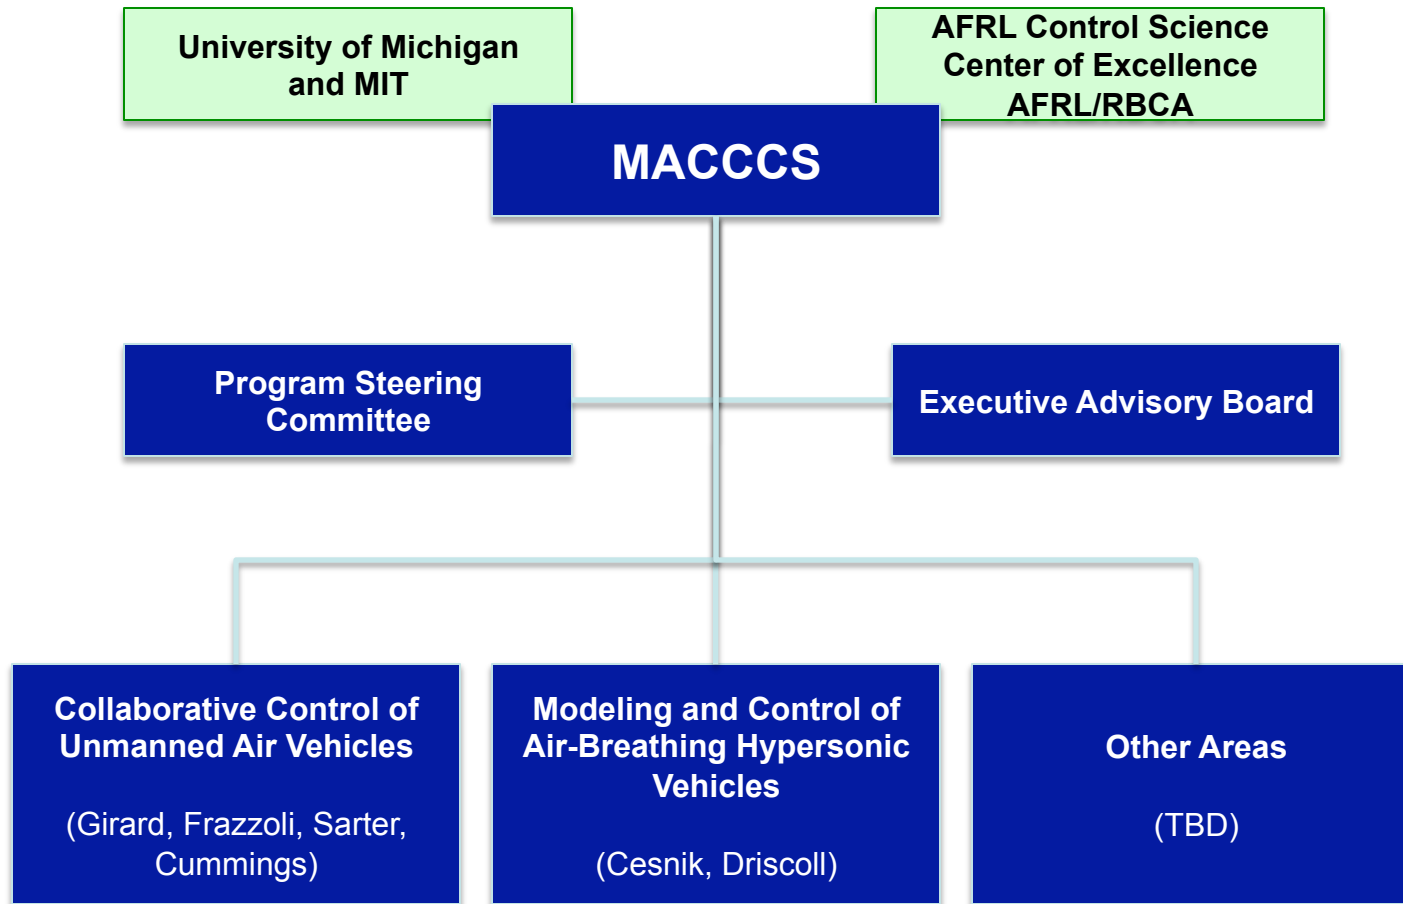 University of Michigan
and MIT
AFRL Control Science
Center of Excellence
AFRL/RBCA
MACCCS
Program Steering
Committee
Executive Advisory Board
Collaborative Control of
Unmanned Air Vehicles
(Girard, Frazzoli, Sarter,
Cummings)
Modeling and Control of
Air-Breathing Hypersonic
Vehicles
(Cesnik, Driscoll)
Other Areas
(TBD)